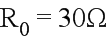 R₀ = 30Ω